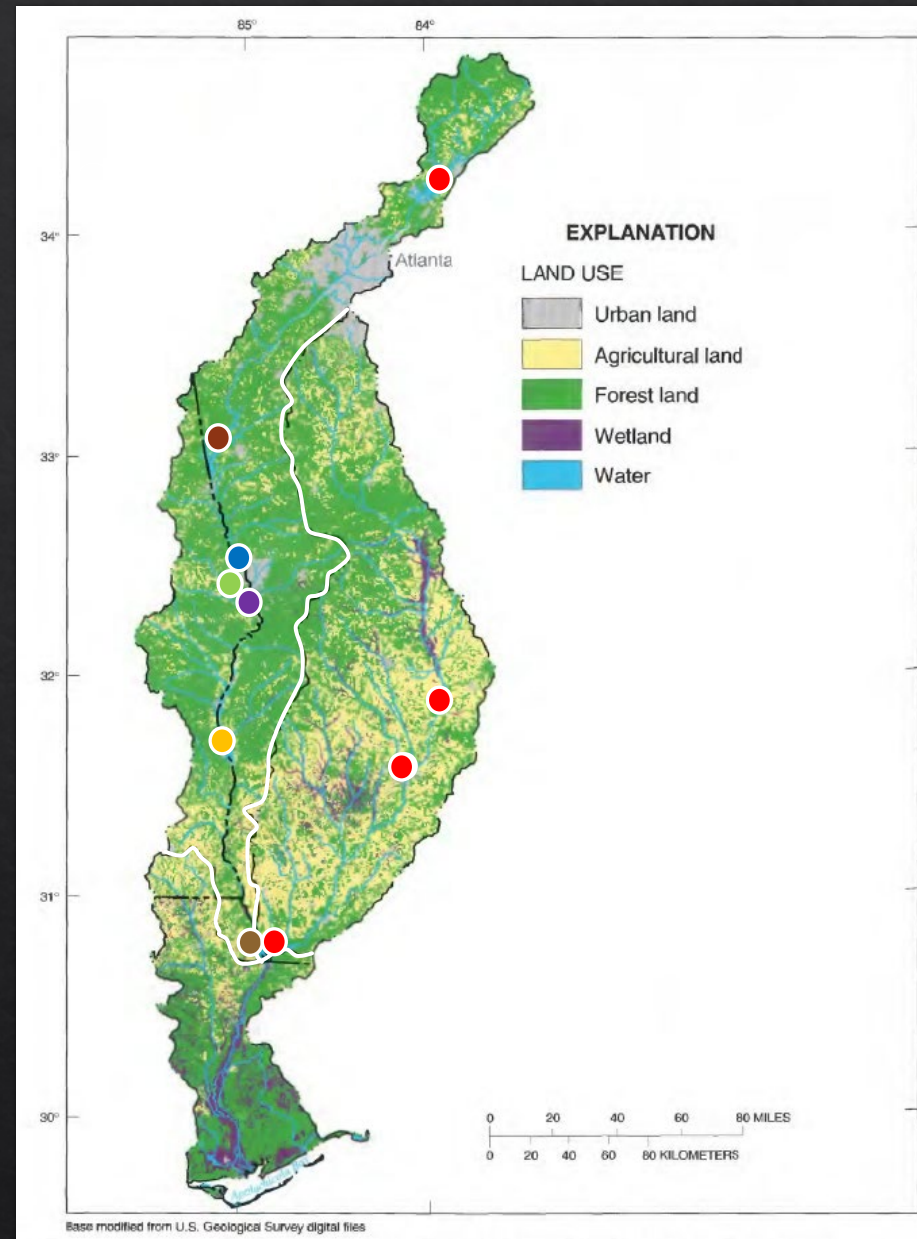 85° 84°
34°
Atlanta
EXPLANATION
LAND USE
Urban land
Agricultural land
Forest land
Wetland
Water
33°
32°
31°
30°
0 20 40 60 80 MILES
0 20 40 60 80 KILOMETERS
Apalachicola Bay
Base modified from U.S. Geological Survey digital files